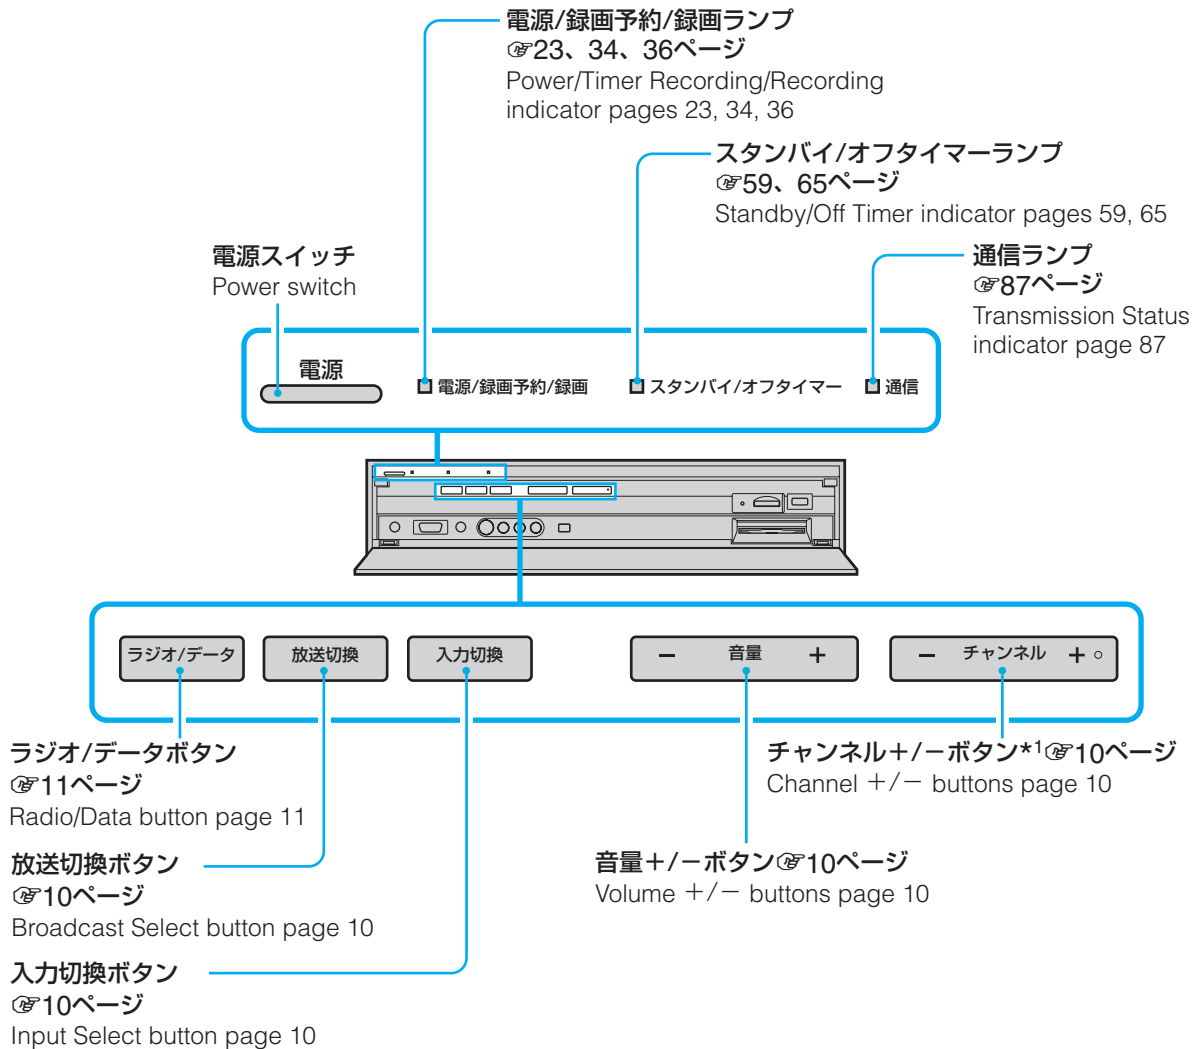 電源/録画予約/録画ランプ
☞23、34、36ページ
Power/Timer Recording/Recording
indicator pages 23, 34, 36
スタンバイ/オフタイマーランプ
☞59、65ページ
Standby/Off Timer indicator pages 59, 65
電源スイッチ
Power switch
通信ランプ
☞87ページ
Transmission Status
indicator page 87
電源
電源/録画予約/録画
スタンバイ/オフタイマー
通信
ラジオ/データ
放送切換
入力切換
− 音量 +
− チャンネル +
ラジオ/データボタン
☞11ページ
Radio/Data button page 11
チャンネル+/−ボタン*1☞10ページ
Channel +/− buttons page 10
放送切換ボタン
☞10ページ
Broadcast Select button page 10
音量+/−ボタン☞10ページ
Volume +/− buttons page 10
入力切換ボタン
☞10ページ
Input Select button page 10